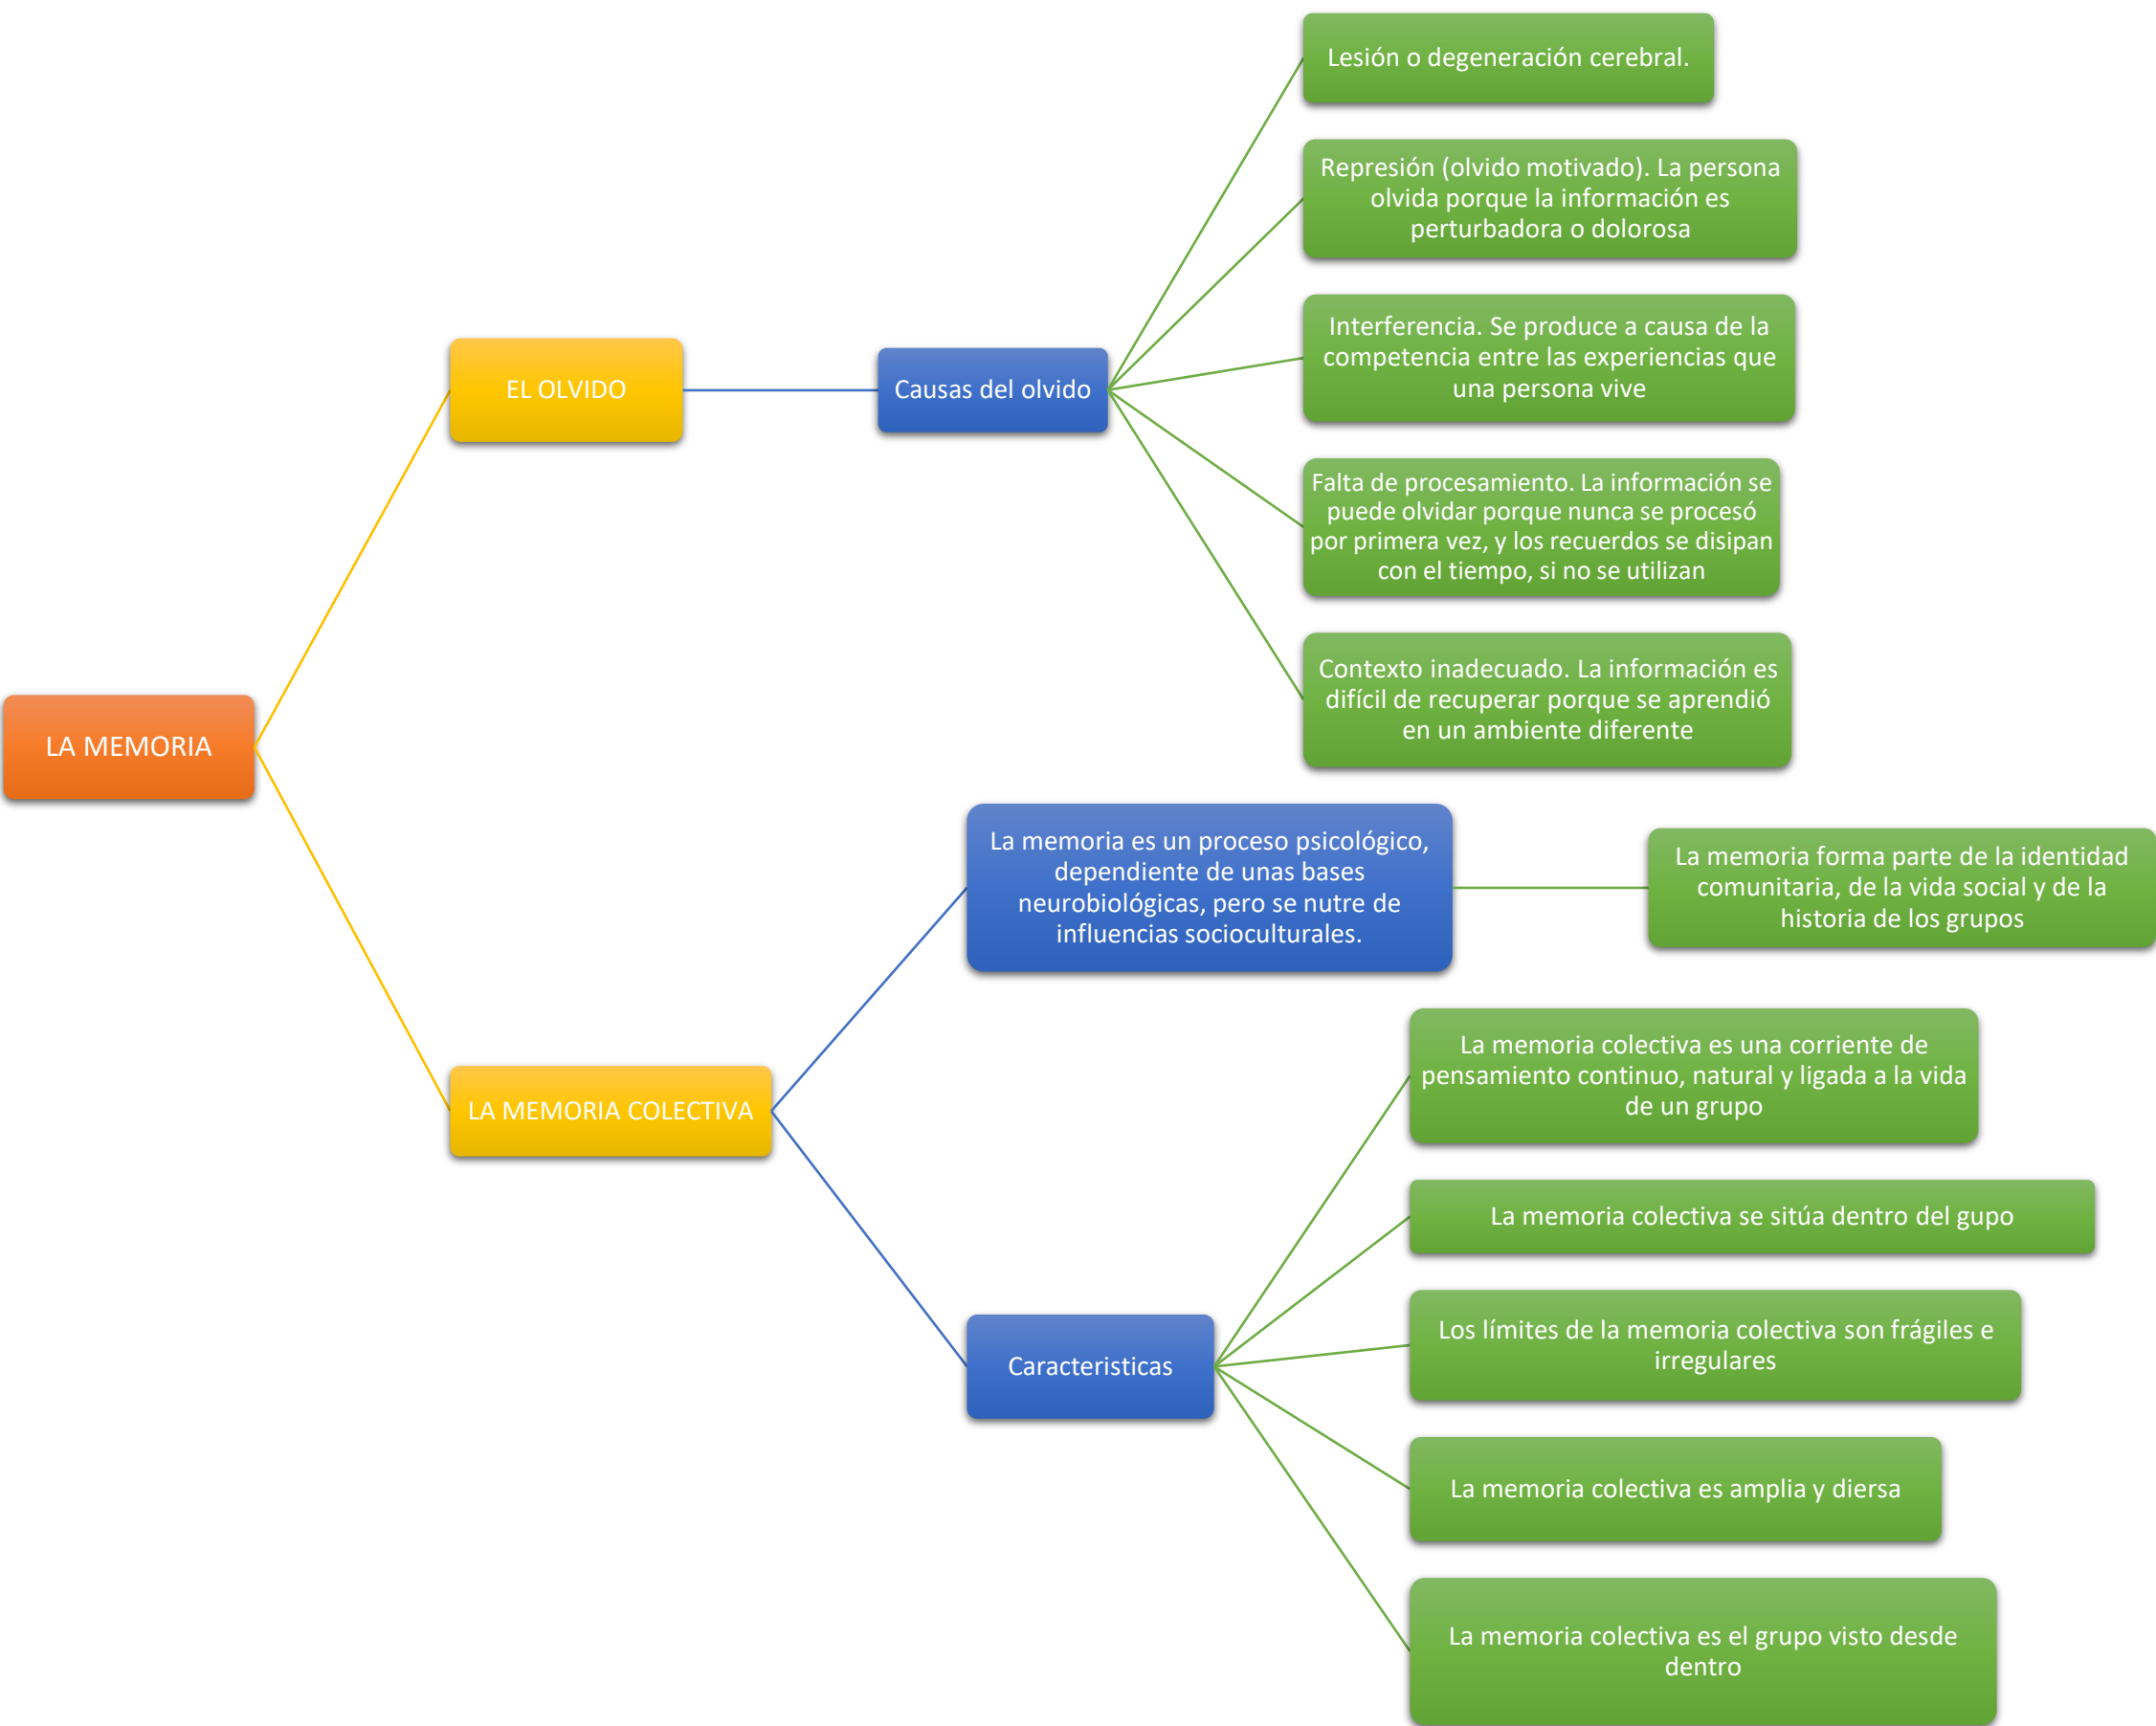 LA MEMORIA
EL OLVIDO
Causas del olvido
Lesión o degeneración cerebral.
Represión (olvido motivado). La persona
olvida porque la información es
perturbadora o dolorosa
Interferencia. Se produce a causa de la
competencia entre las experiencias que
una persona vive
Falta de procesamiento. La información se
puede olvidar porque nunca se procesó
por primera vez, y los recuerdos se disipan
con el tiempo, si no se utilizan
Contexto inadecuado. La información es
difícil de recuperar porque se aprendió
en un ambiente diferente
LA MEMORIA COLECTIVA
La memoria es un proceso psicológico,
dependiente de unas bases
neurobiológicas, pero se nutre de
influencias socioculturales.
La memoria forma parte de la identidad
comunitaria, de la vida social y de la
historia de los grupos
Caracteristicas
La memoria colectiva es una corriente de
pensamiento continuo, natural y ligada a la vida
de un grupo
La memoria colectiva se sitúa dentro del gupo
Los límites de la memoria colectiva son frágiles e
irregulares
La memoria colectiva es amplia y diersa
La memoria colectiva es el grupo visto desde
dentro